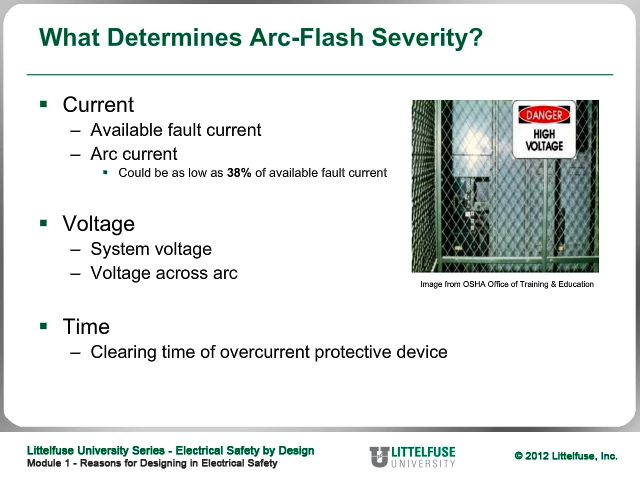 What Determines Arc-Flash Severity?
▪ Current
– Available fault current
– Arc current
▪ Could be as low as 38% of available fault current
DANGER
HIGH
VOLTAGE
▪ Voltage
– System voltage
– Voltage across arc
Image from OSHA Office of Training & Education
▪ Time
– Clearing time of overcurrent protective device
Littelfuse University Series - Electrical Safety by Design
Module 1 - Reasons for Designing in Electrical Safety
LITTELFUSE
UNIVERSITY
© 2012 Littelfuse, Inc.